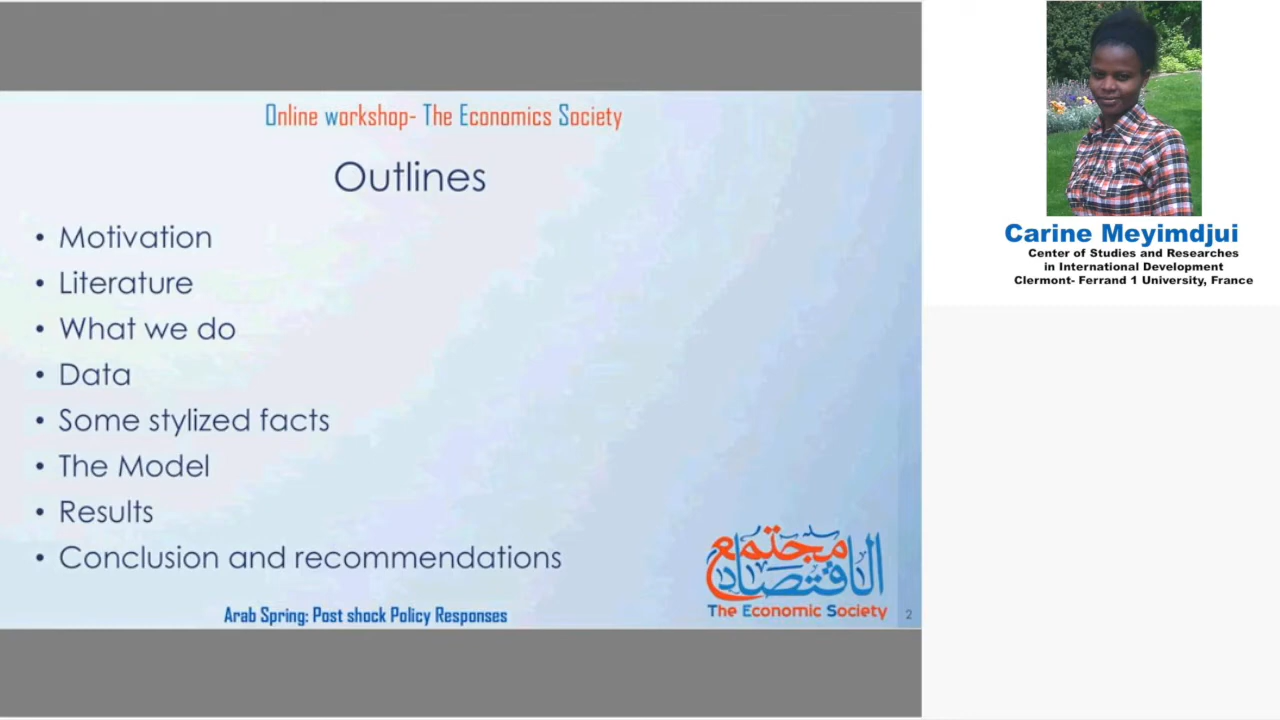 Online workshop- The Economics Society
Outlines
• Motivation
• Literature
• What we do
• Data
• Some stylized facts
• The Model
• Results
• Conclusion and recommendations
Arab Spring: Post shock Policy Responses
مجتمع
الاقتصاد
The Economic Society
2
Carine Meyimdjui
Center of Studies and Researches
in International Development
Clermont- Ferrand 1 University, France